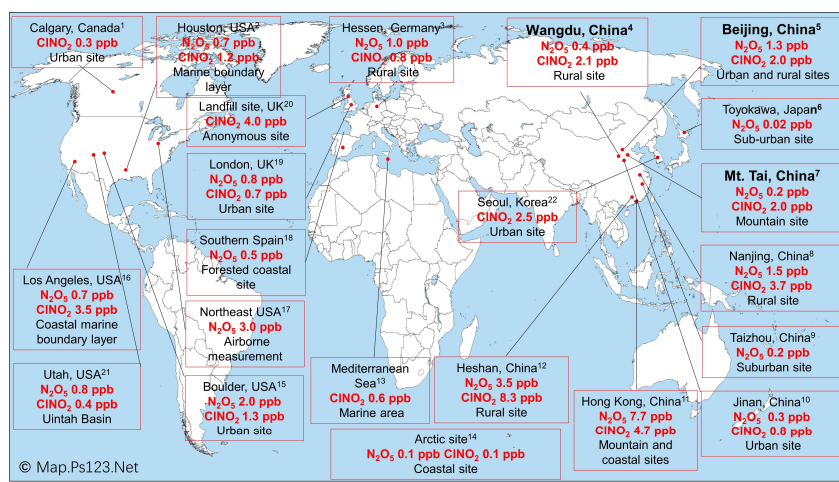 Calgary, Canada¹
ClNO₂ 0.3 ppb
Urban site
Houston, USA²
N₂O₅ 0.7 ppb
ClNO₂ 1.2 ppb
Marine boundary
layer
Hessen, Germany³
N₂O₅ 1.0 ppb
ClNO₂ 0.8 ppb
Rural site
Wangdu, China⁴
N₂O₅ 0.4 ppb
ClNO₂ 2.1 ppb
Rural site
Beijing, China⁵
N₂O₅ 1.3 ppb
ClNO₂ 2.0 ppb
Urban and rural sites
Landfill site, UK²⁰
ClNO₂ 4.0 ppb
Anonymous site
Toyokawa, Japan⁶
N₂O₅ 0.02 ppb
Sub-urban site
London, UK¹⁹
N₂O₅ 0.8 ppb
ClNO₂ 0.7 ppb
Urban site
Mt. Tai, China⁷
N₂O₅ 0.2 ppb
ClNO₂ 2.0 ppb
Mountain site
Seoul, Korea²²
ClNO₂ 2.5 ppb
Urban site
Southern Spain¹⁸
N₂O₅ 0.5 ppb
Forested coastal
site
Nanjing, China⁸
N₂O₅ 1.5 ppb
ClNO₂ 3.7 ppb
Rural site
Los Angeles, USA¹⁶
N₂O₅ 0.7 ppb
ClNO₂ 3.5 ppb
Coastal marine
boundary layer
Northeast USA¹⁷
N₂O₅ 3.0 ppb
Airborne
measurement
Taizhou, China⁹
N₂O₅ 0.2 ppb
Suburban site
Utah, USA²¹
N₂O₅ 0.8 ppb
ClNO₂ 0.4 ppb
Uintah Basin
Boulder, USA¹⁵
N₂O₅ 2.0 ppb
ClNO₂ 1.3 ppb
Urban site
Mediterranean
Sea¹³
ClNO₂ 0.6 ppb
Marine area
Heshan, China¹²
N₂O₅ 3.5 ppb
ClNO₂ 8.3 ppb
Rural site
Hong Kong, China¹¹
N₂O₅ 7.7 ppb
ClNO₂ 4.7 ppb
Mountain and
coastal sites
Jinan, China¹⁰
N₂O₅ 0.3 ppb
ClNO₂ 0.8 ppb
Urban site
Arctic site¹⁴
N₂O₅ 0.1 ppb ClNO₂ 0.1 ppb
Coastal site
© Map.Ps123.Net